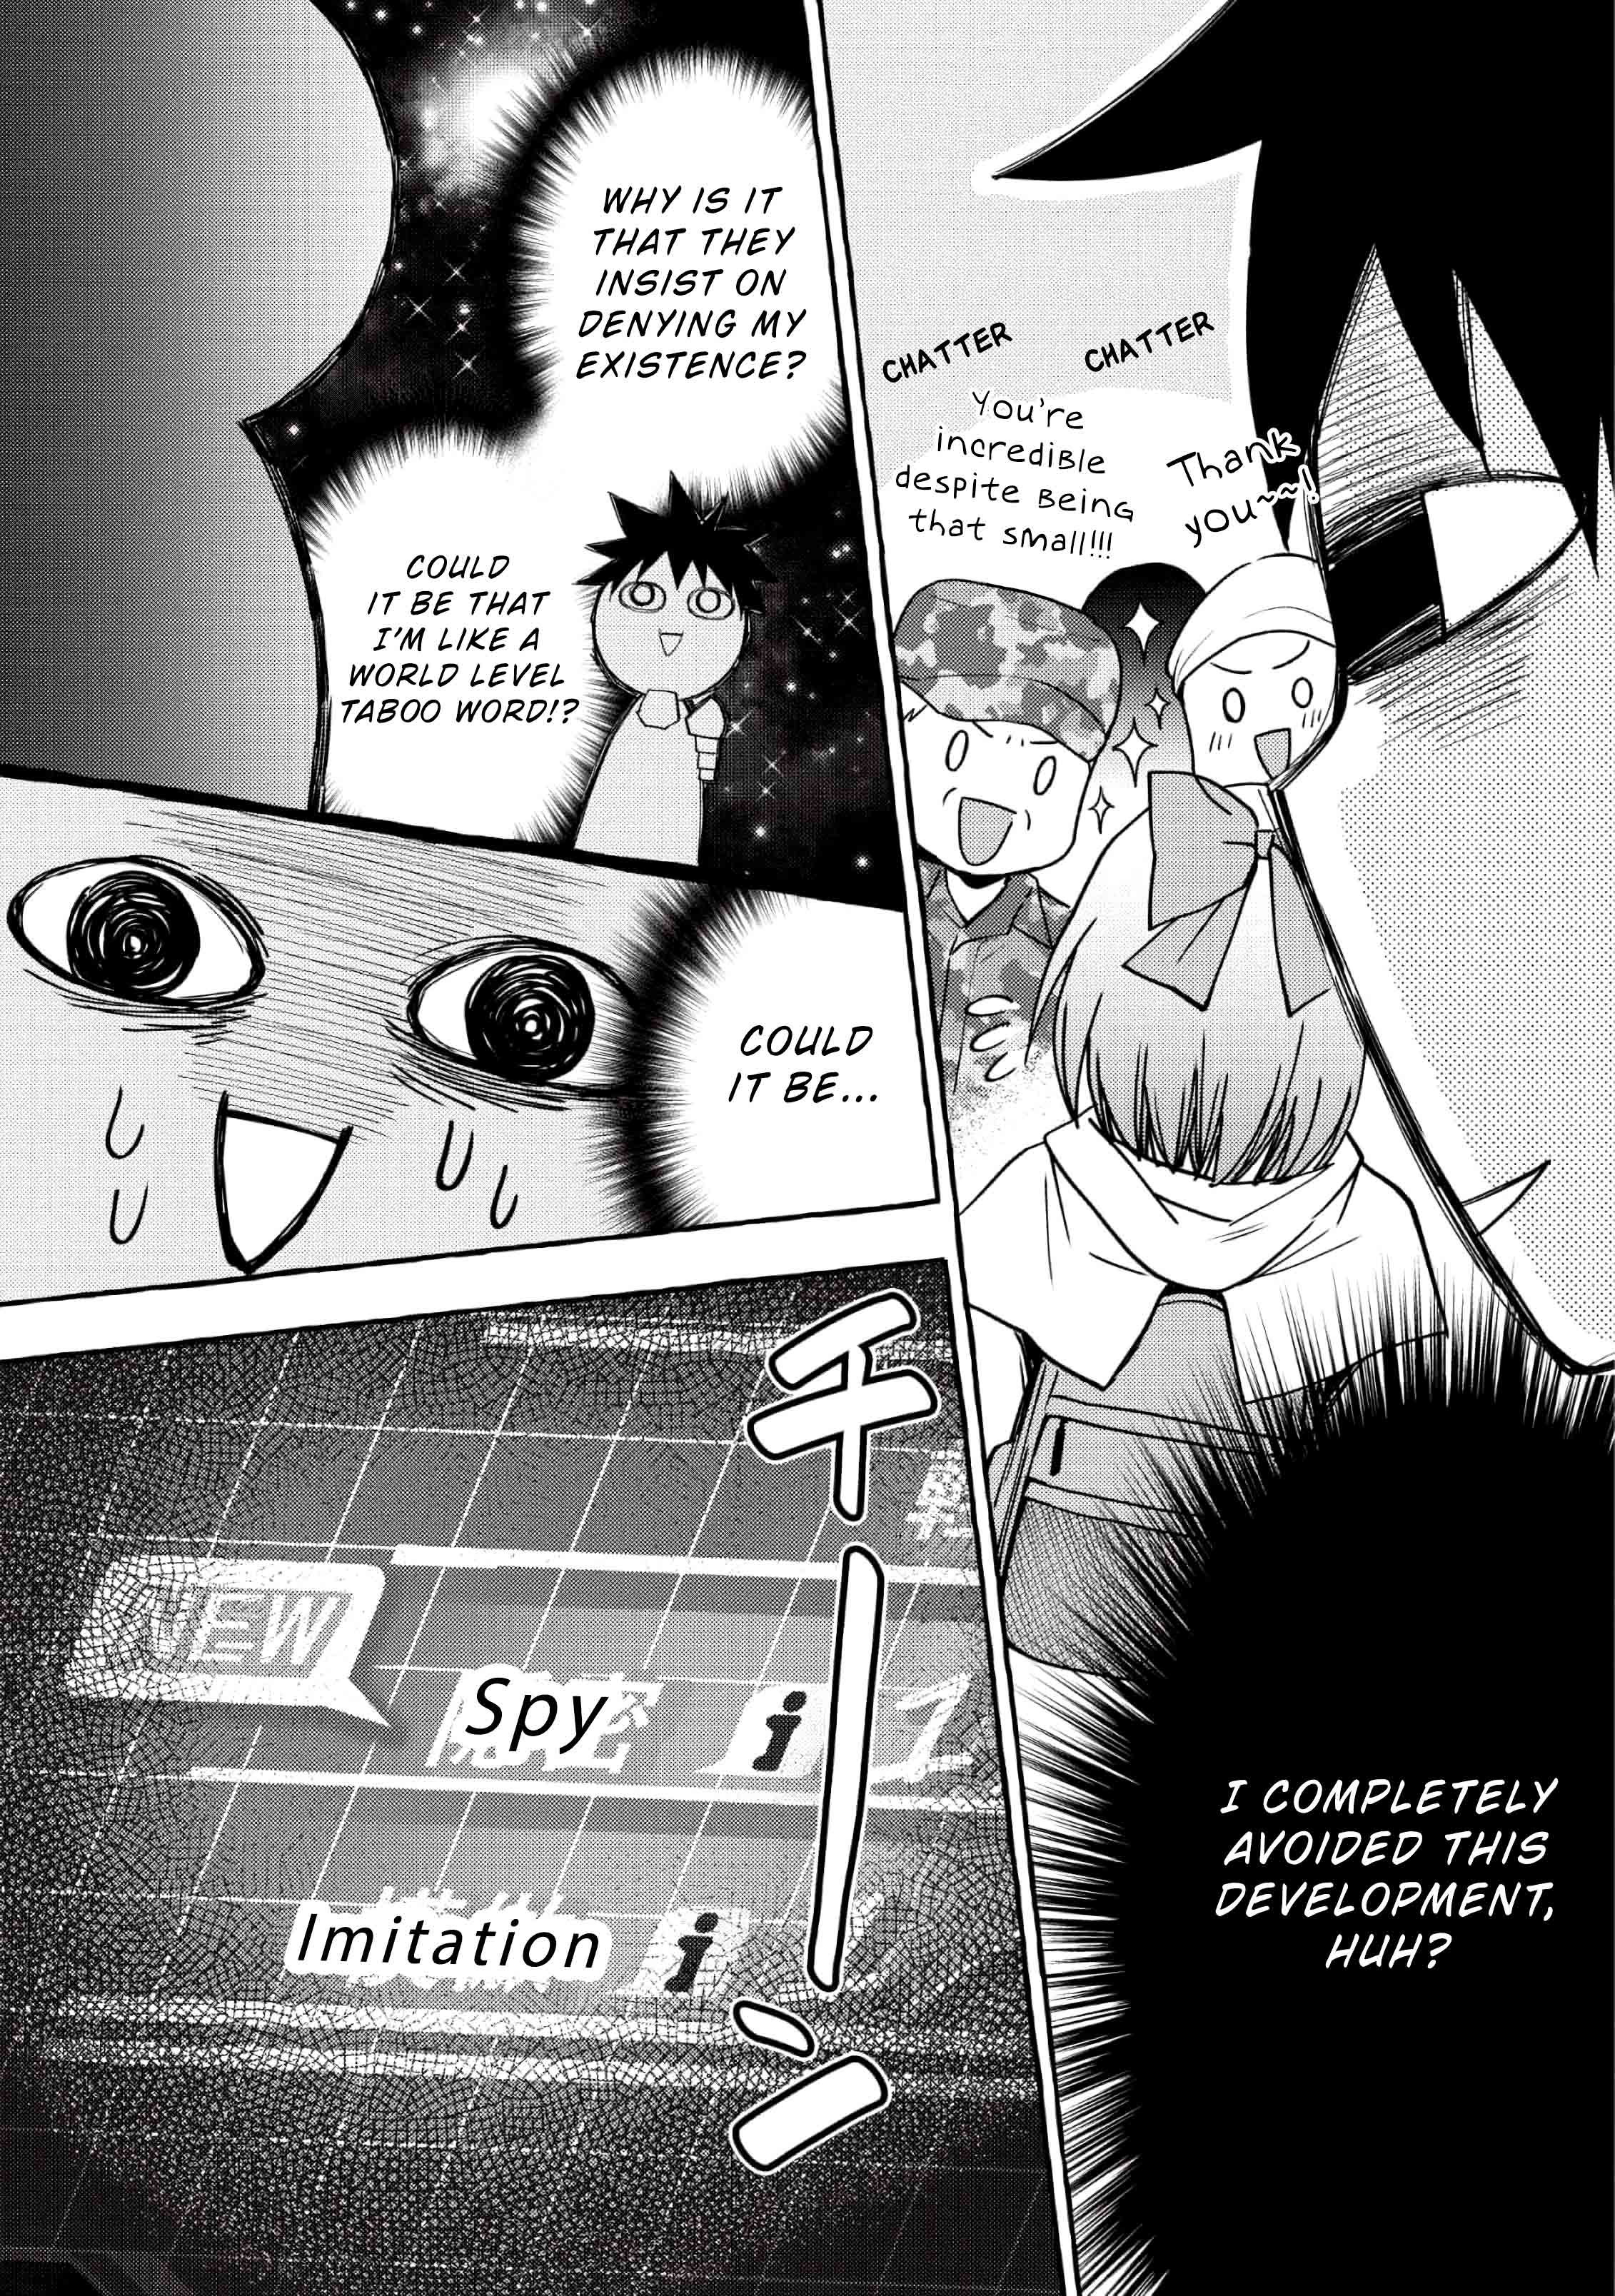 CHATTER
CHATTER
You're
incredible
despite being
that small!!!
Thank
you~~!
I COMPLETELY
AVOIDED THIS
DEVELOPMENT,
HUH?
WHY IS IT
THAT THEY
INSIST ON
DENYING MY
EXISTENCE?
COULD
IT BE THAT
I'M LIKE A
WORLD LEVEL
TABOO WORD!?
COULD
IT BE...
チーン
NEW
Spy i 1
Imitation i